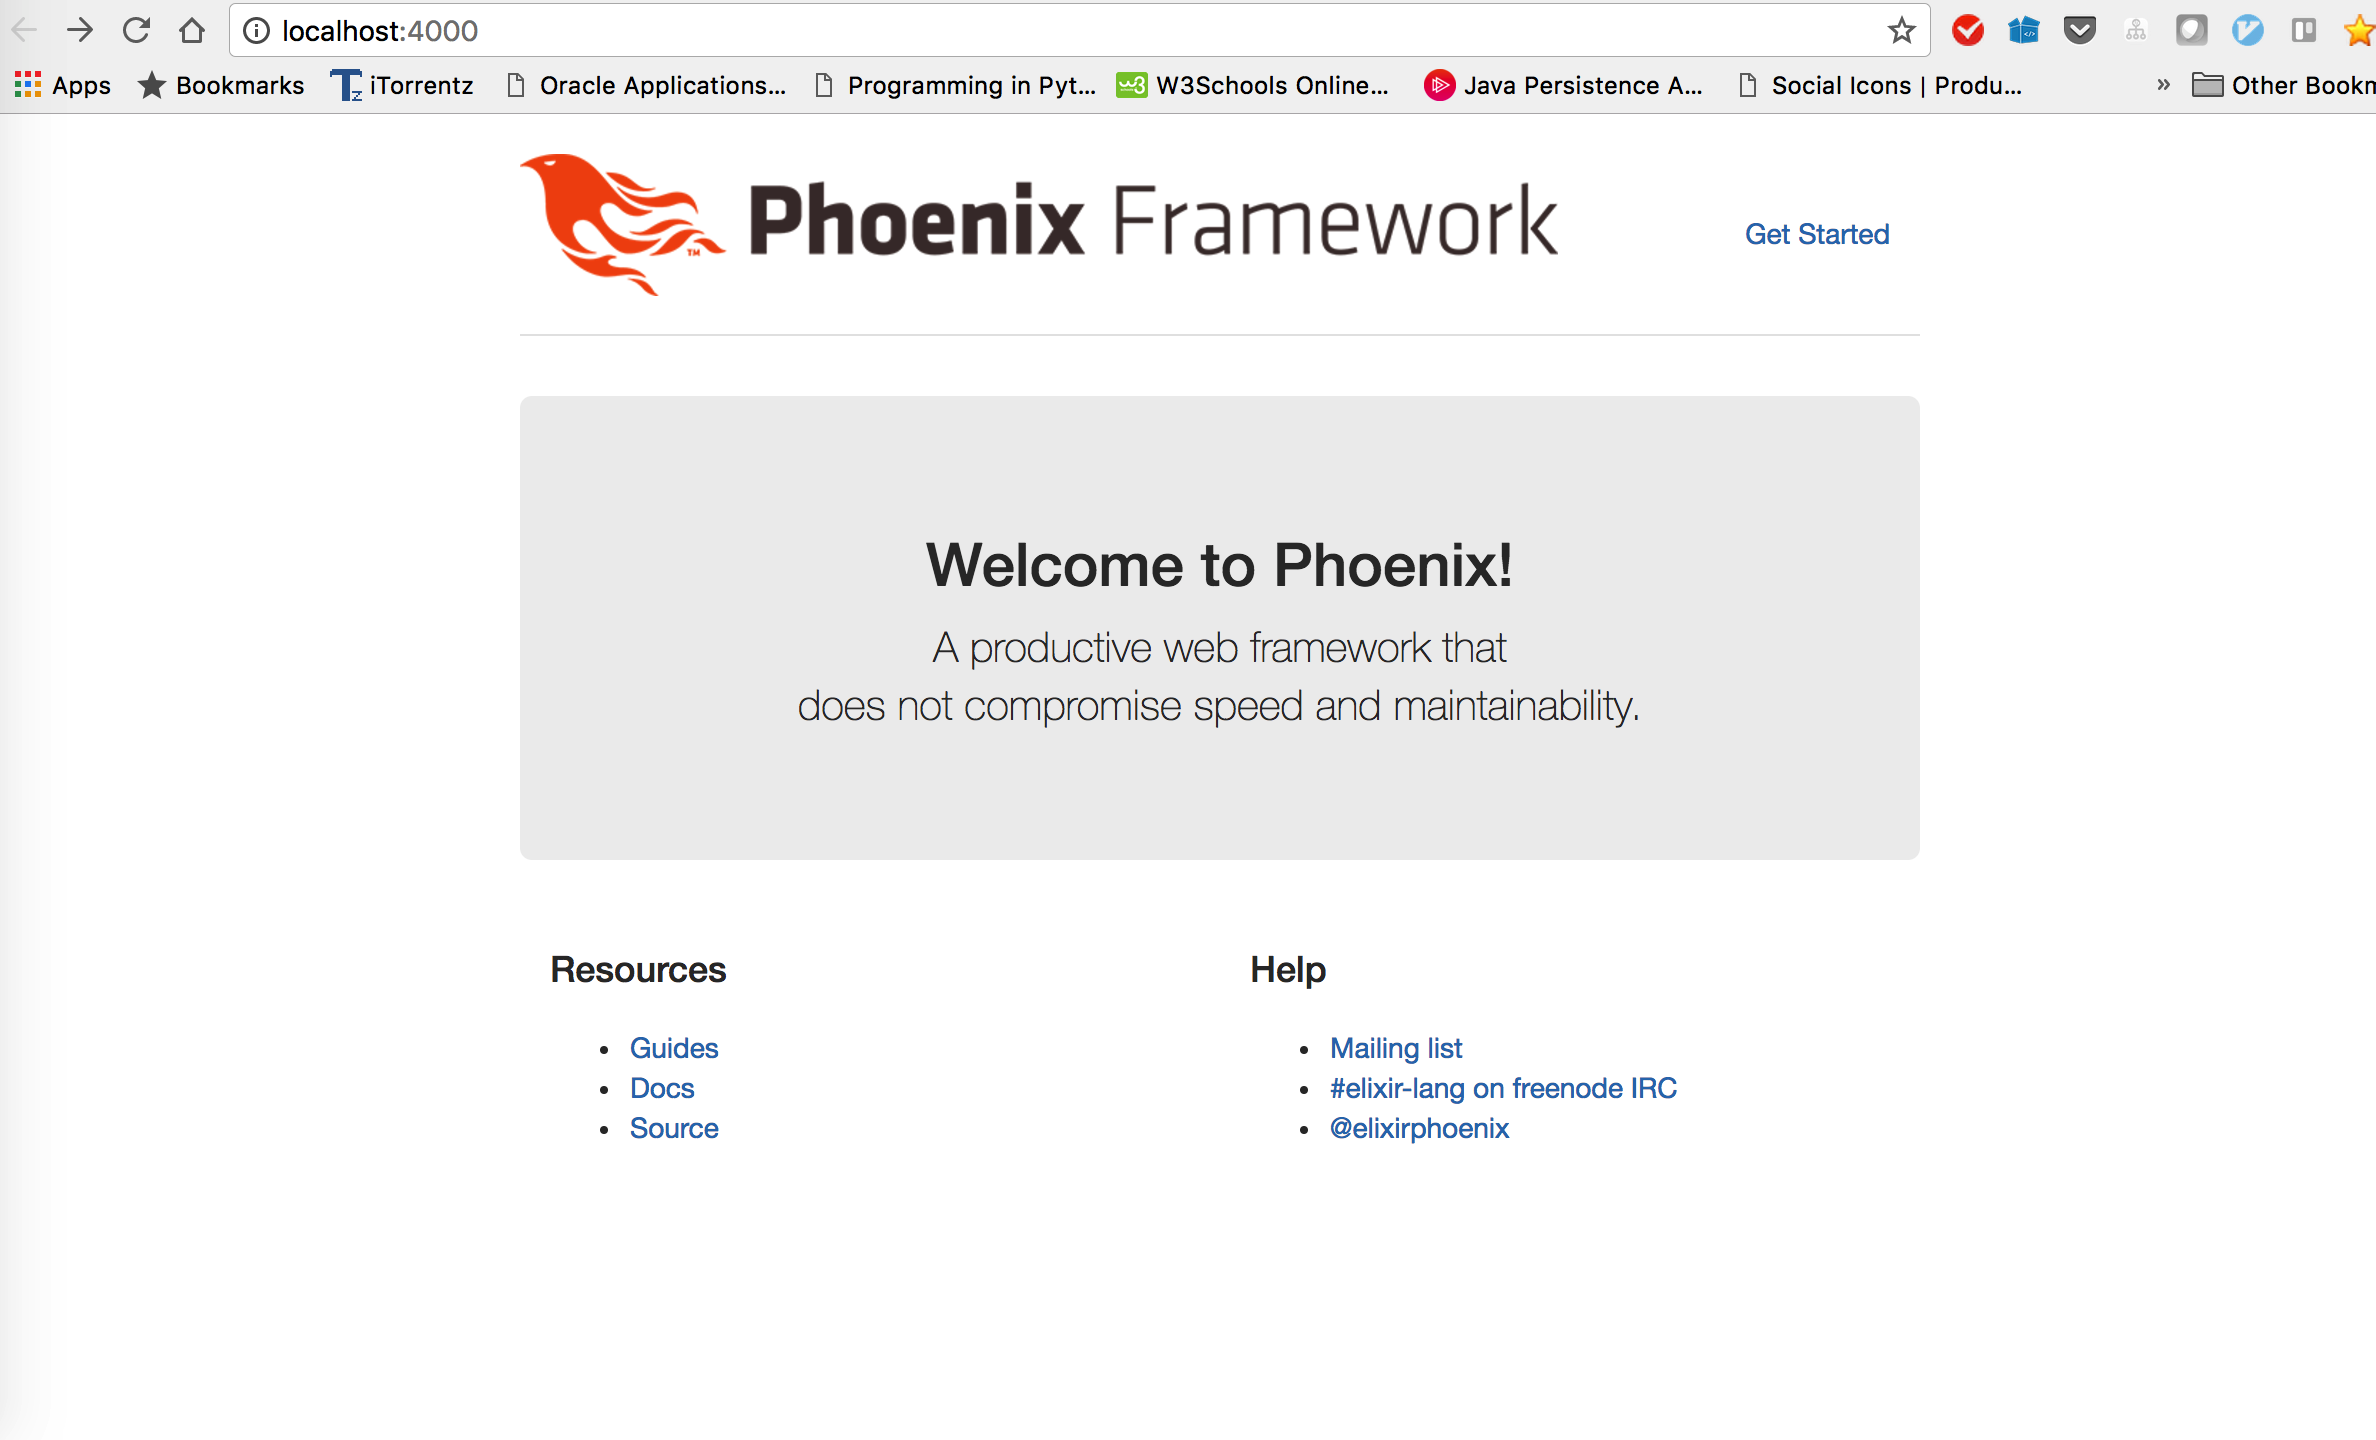 localhost:4000
Apps Bookmarks iTorrentz Oracle Applications... Programming in Pyt... W3Schools Online... Java Persistence A... Social Icons | Produ... » Other Bookm
Phoenix Framework
TM
Get Started
Welcome to Phoenix!
A productive web framework that
does not compromise speed and maintainability.
Resources
Guides
Docs
Source
Help
Mailing list
#elixir-lang on freenode IRC
@elixirphoenix